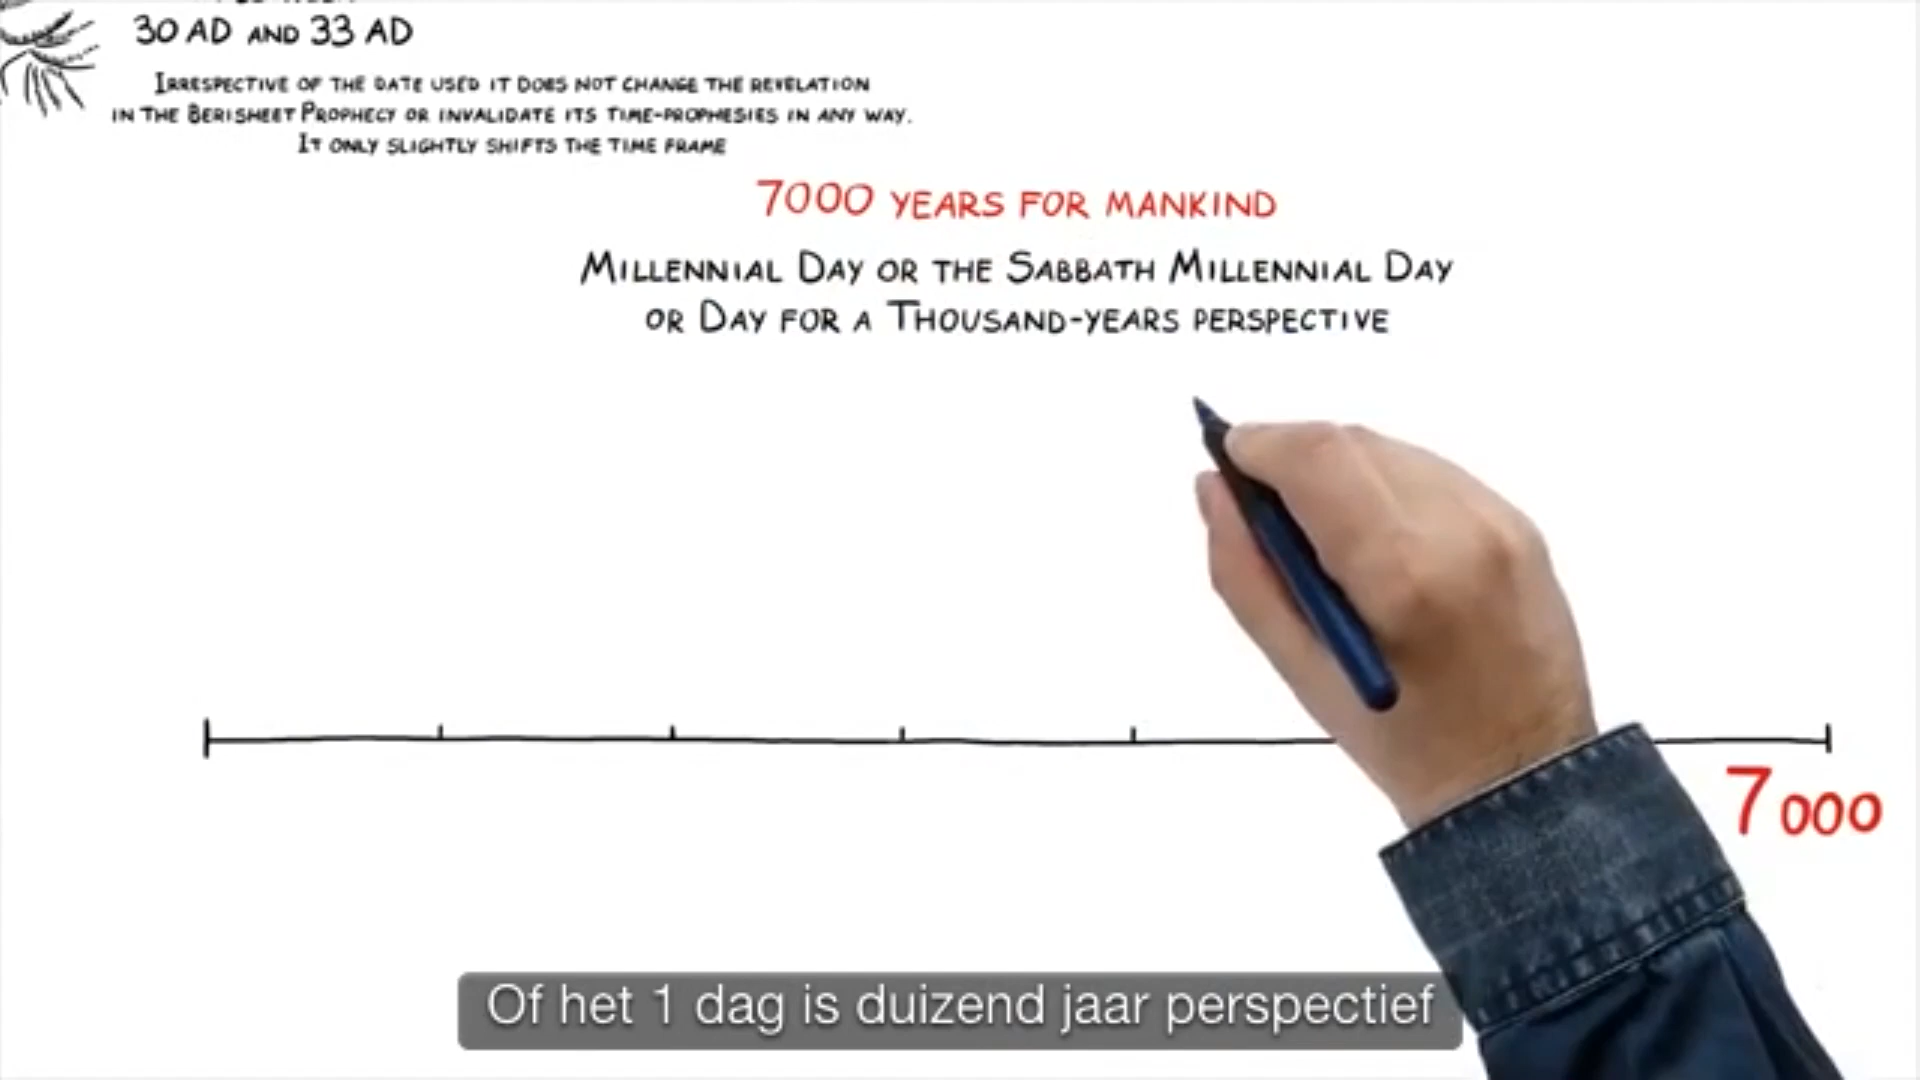 30 AD AND 33 AD
IRRESPECTIVE OF THE DATE USED IT DOES NOT CHANGE THE REVELATION
IN THE BERISHEET PROPHECY OR INVALIDATE ITS TIME-PROPHESIES IN ANY WAY.
IT ONLY SLIGHTLY SHIFTS THE TIME FRAME
7000 YEARS FOR MANKIND
MILLENNIAL DAY OR THE SABBATH MILLENNIAL DAY
OR DAY FOR A THOUSAND-YEARS PERSPECTIVE
7000
Of het 1 dag is duizend jaar perspectief